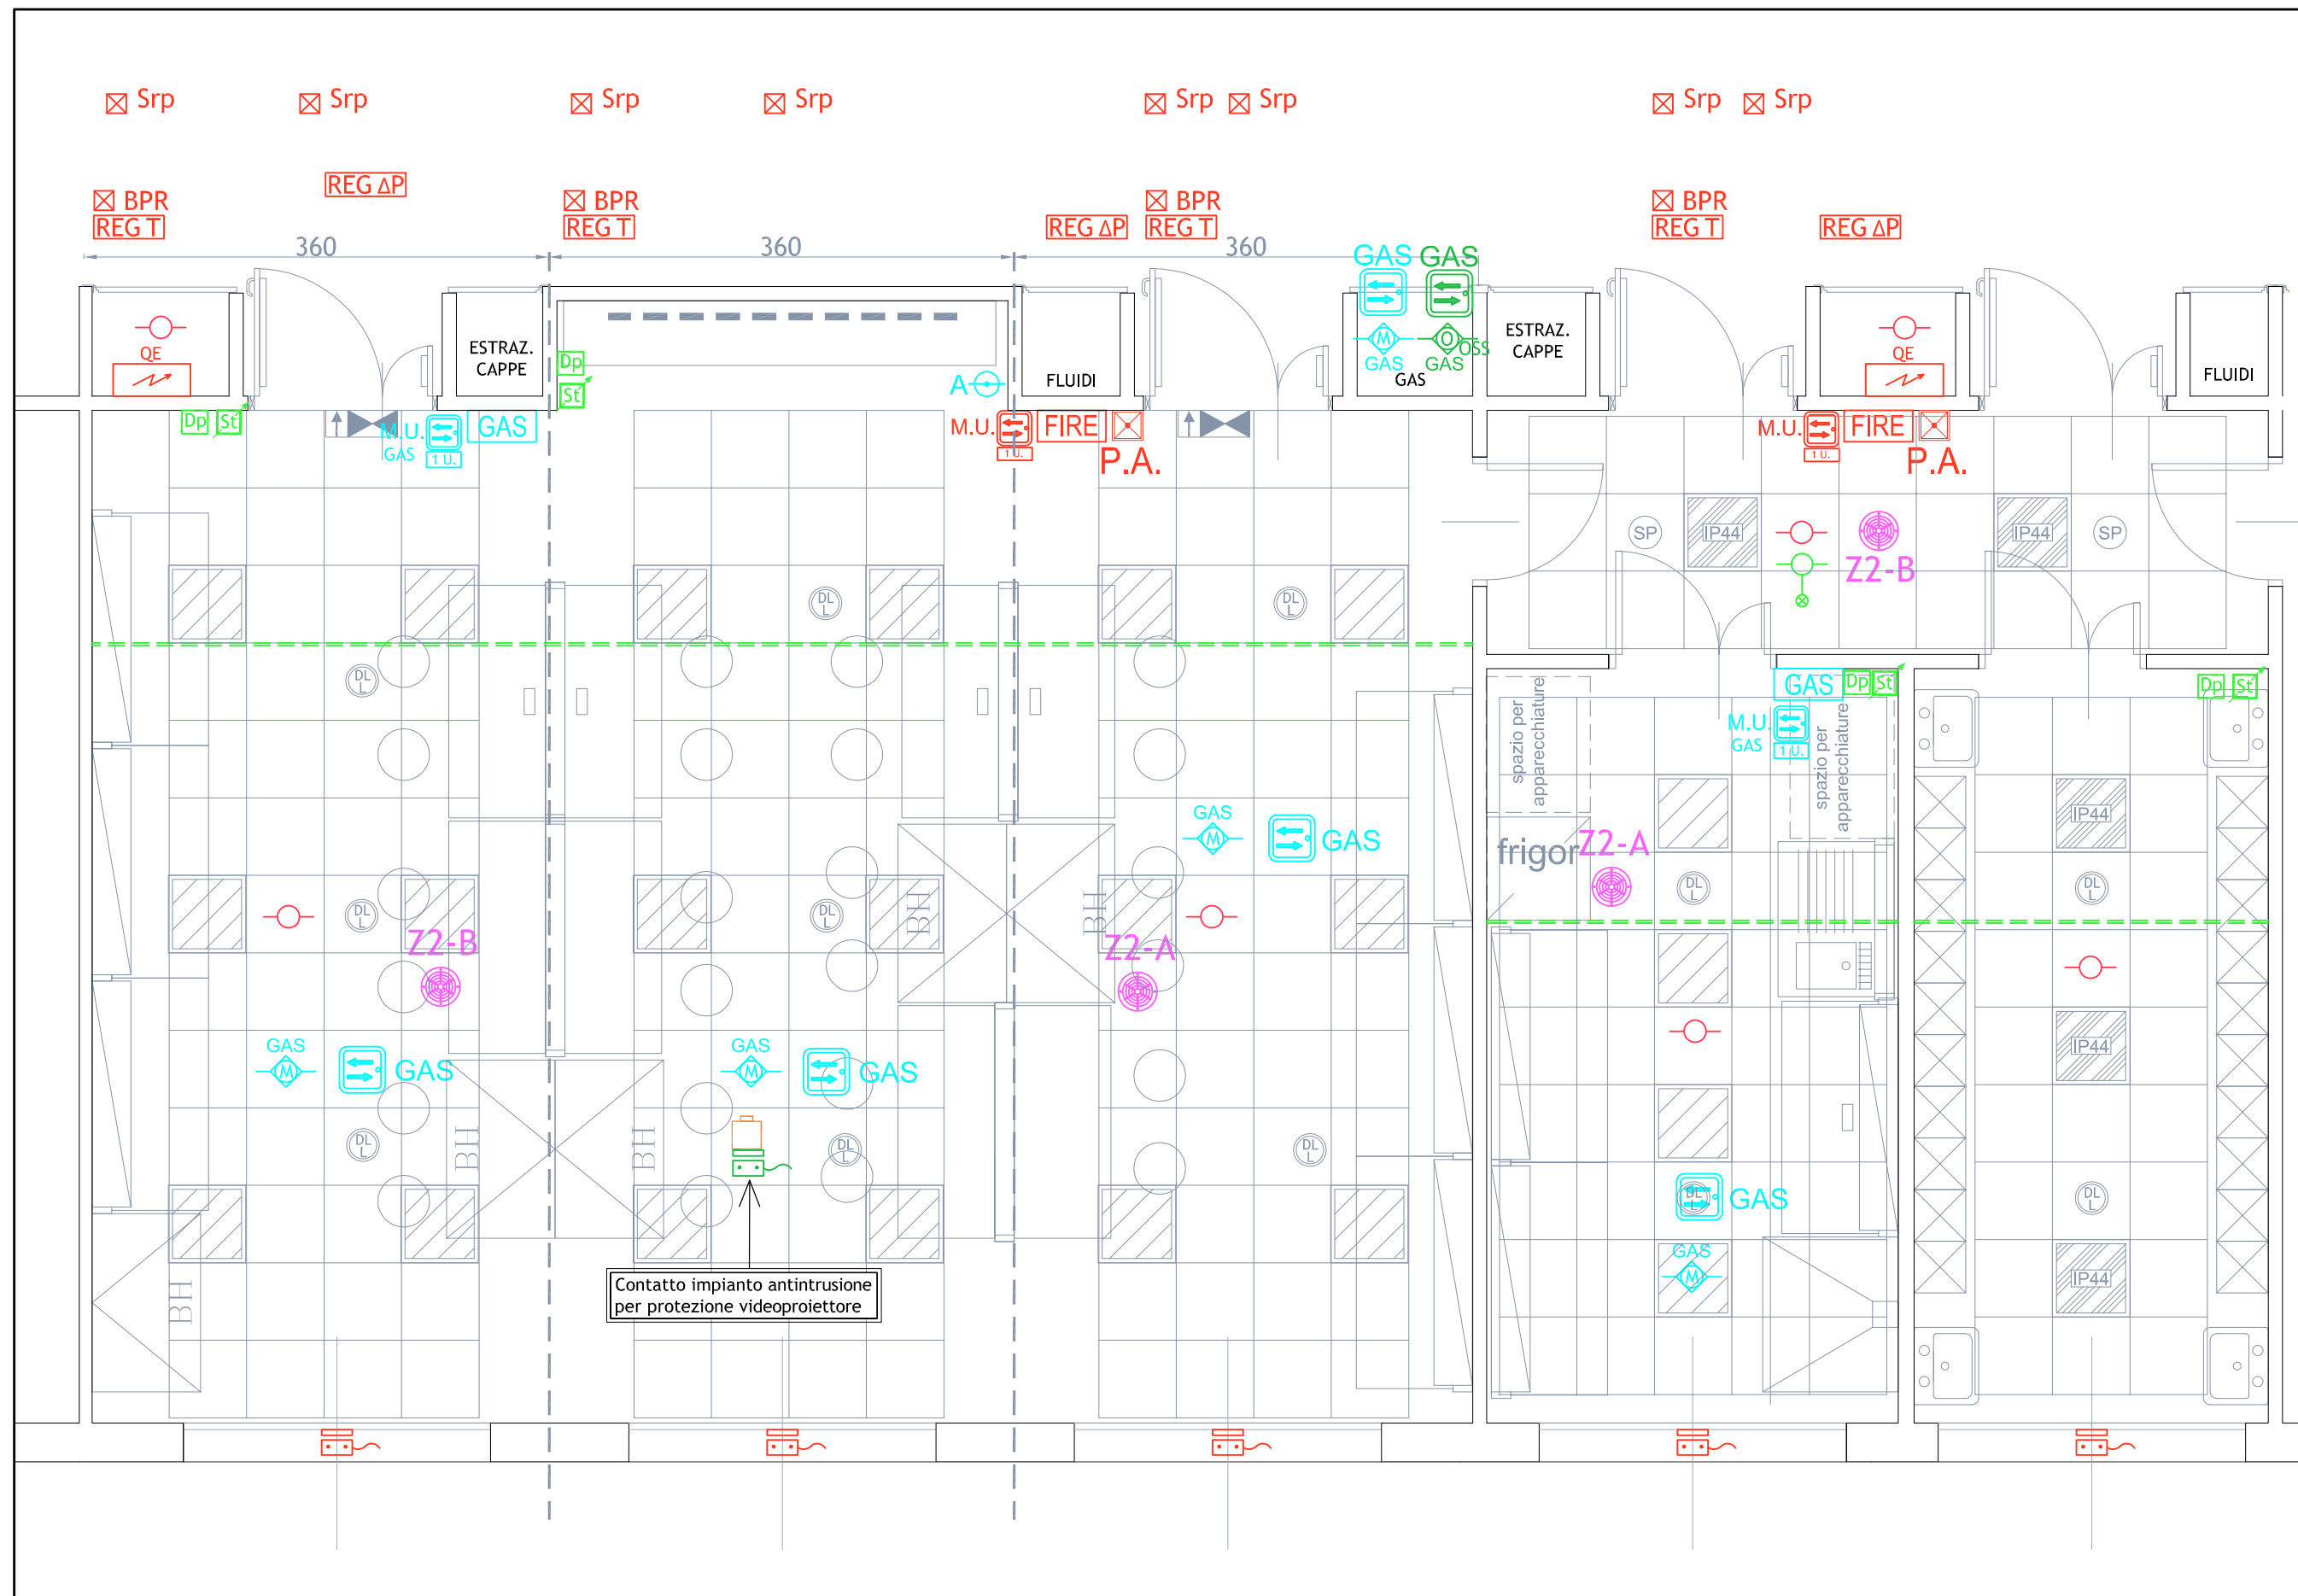 Srp
Srp
Srp
Srp
Srp
Srp
Srp
Srp
REG ΔP
BPR
BPR
BPR
BPR
REG T
REG T
REG ΔP
REG T
REG T
REG ΔP
360
360
360
GAS
GAS
QE
ESTRAZ.
CAPPE
Dp
St
A
FLUIDI
M
GAS
O
OSS
GAS
GAS
ESTRAZ.
CAPPE
QE
FLUIDI
Dp
St
M.U.
GAS
GAS
1 U.
M.U.
FIRE
1 U.
P.A.
M.U.
FIRE
1 U.
P.A.
SP
IP44
IP44
SP
Z2-B
DL
L
DL
L
DL
L
spazio per
apparecchiature
GAS
Dp
St
M.U.
GAS
1 U.
spazio per
apparecchiature
Dp
St
GAS
M
GAS
frigor
Z2-A
IP44
DL
L
DL
L
DL
L
DL
L
BH
BH
Z2-B
Z2-A
GAS
M
GAS
GAS
M
GAS
IP44
DL
L
BH
BH
DL
L
DL
L
DL
L
GAS
DL
L
GAS
M
IP44
BH
Contatto impianto antintrusione
per protezione videoproiettore